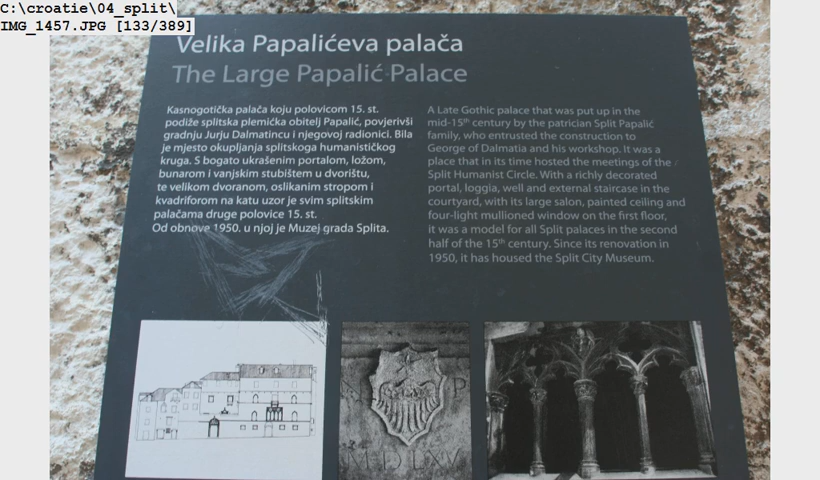 C:\croatie\04_split\
IMG_1457.JPG [133/389]
Velika Papalićeva palača
The Large Papalić Palace
Kasnogotička palača koju polovicom 15. st.
podiže splitska plemićka obitelj Papalić, povjerivši
gradnju Jurju Dalmatincu i njegovoj radionici. Bila
je mjesto okupljanja splitskoga humanističkog
kruga. S bogato ukrašenim portalom, ložom,
bunarom i vanjskim stubištem u dvorištu,
te velikom dvoranom, oslikanim stropom i
kvadriforom na katu uzor je svim splitskim
palačama druge polovice 15. st.
Od obnove 1950. u njoj je Muzej grada Splita.
A Late Gothic palace that was put up in the
mid-15th century by the patrician Split Papalić
family, who entrusted the construction to
George of Dalmatia and his workshop. It was a
place that in its time hosted the meetings of the
Split Humanist Circle. With a richly decorated
portal, loggia, well and external staircase in the
courtyard, with its large salon, painted ceiling and
four-light mullioned window on the first floor,
it was a model for all Split palaces in the second
half of the 15th century. Since its renovation in
1950, it has housed the Split City Museum.
P
MDLXV